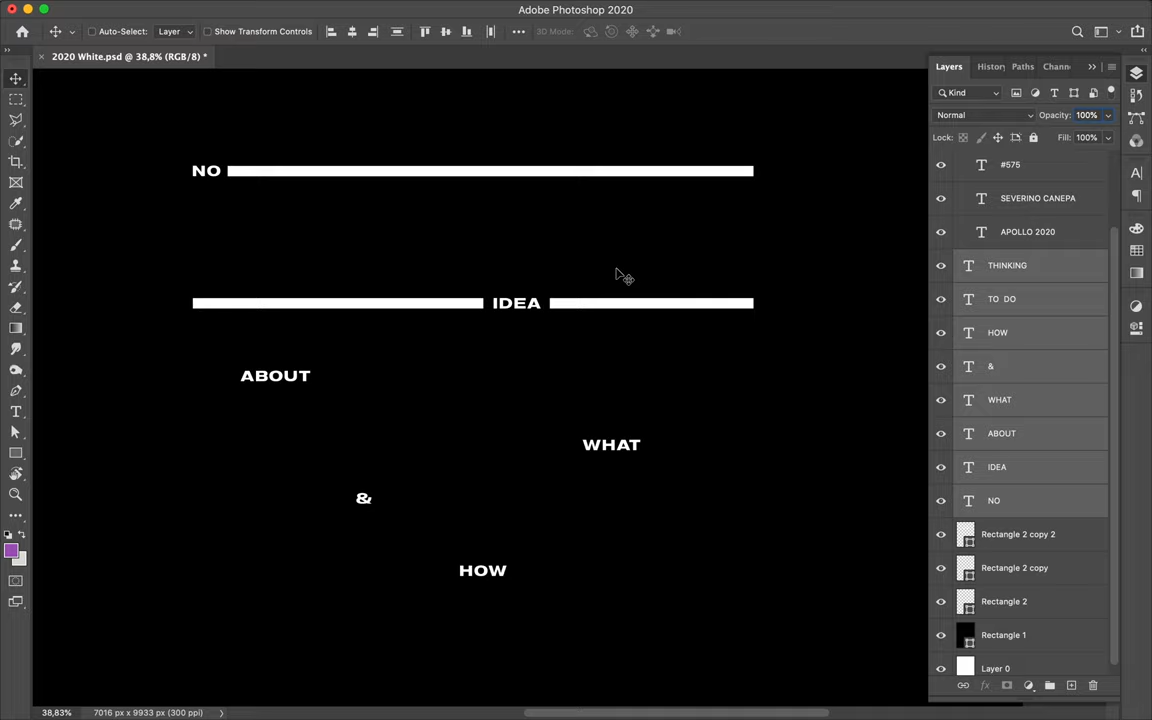 Adobe Photoshop 2020
Auto-Select: Layer Show Transform Controls 3D Mode:
2020 White.psd @ 38,8% (RGB/8) *
Layers History Paths Chann
Kind
Normal Opacity: 100%
Lock: Fill: 100%
#575
SEVERINO CANEPA
APOLLO 2020
THINKING
TO DO
HOW
&
WHAT
ABOUT
IDEA
NO
Rectangle 2 copy 2
Rectangle 2 copy
Rectangle 2
Rectangle 1
Layer 0
NO
IDEA
ABOUT
WHAT
&
HOW
38,83% 7016 px x 9933 px (300 ppi)